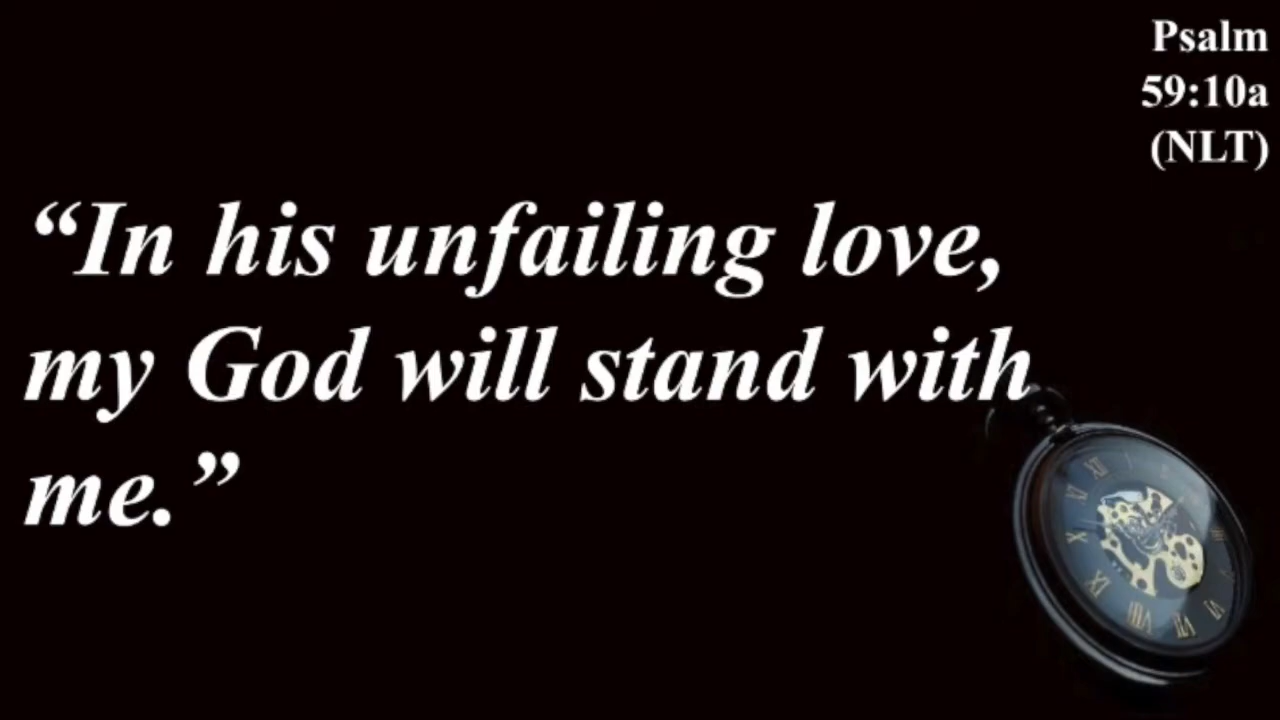 Psalm
59:10a
(NLT)
“In his unfailing love,
my God will stand with
me.”